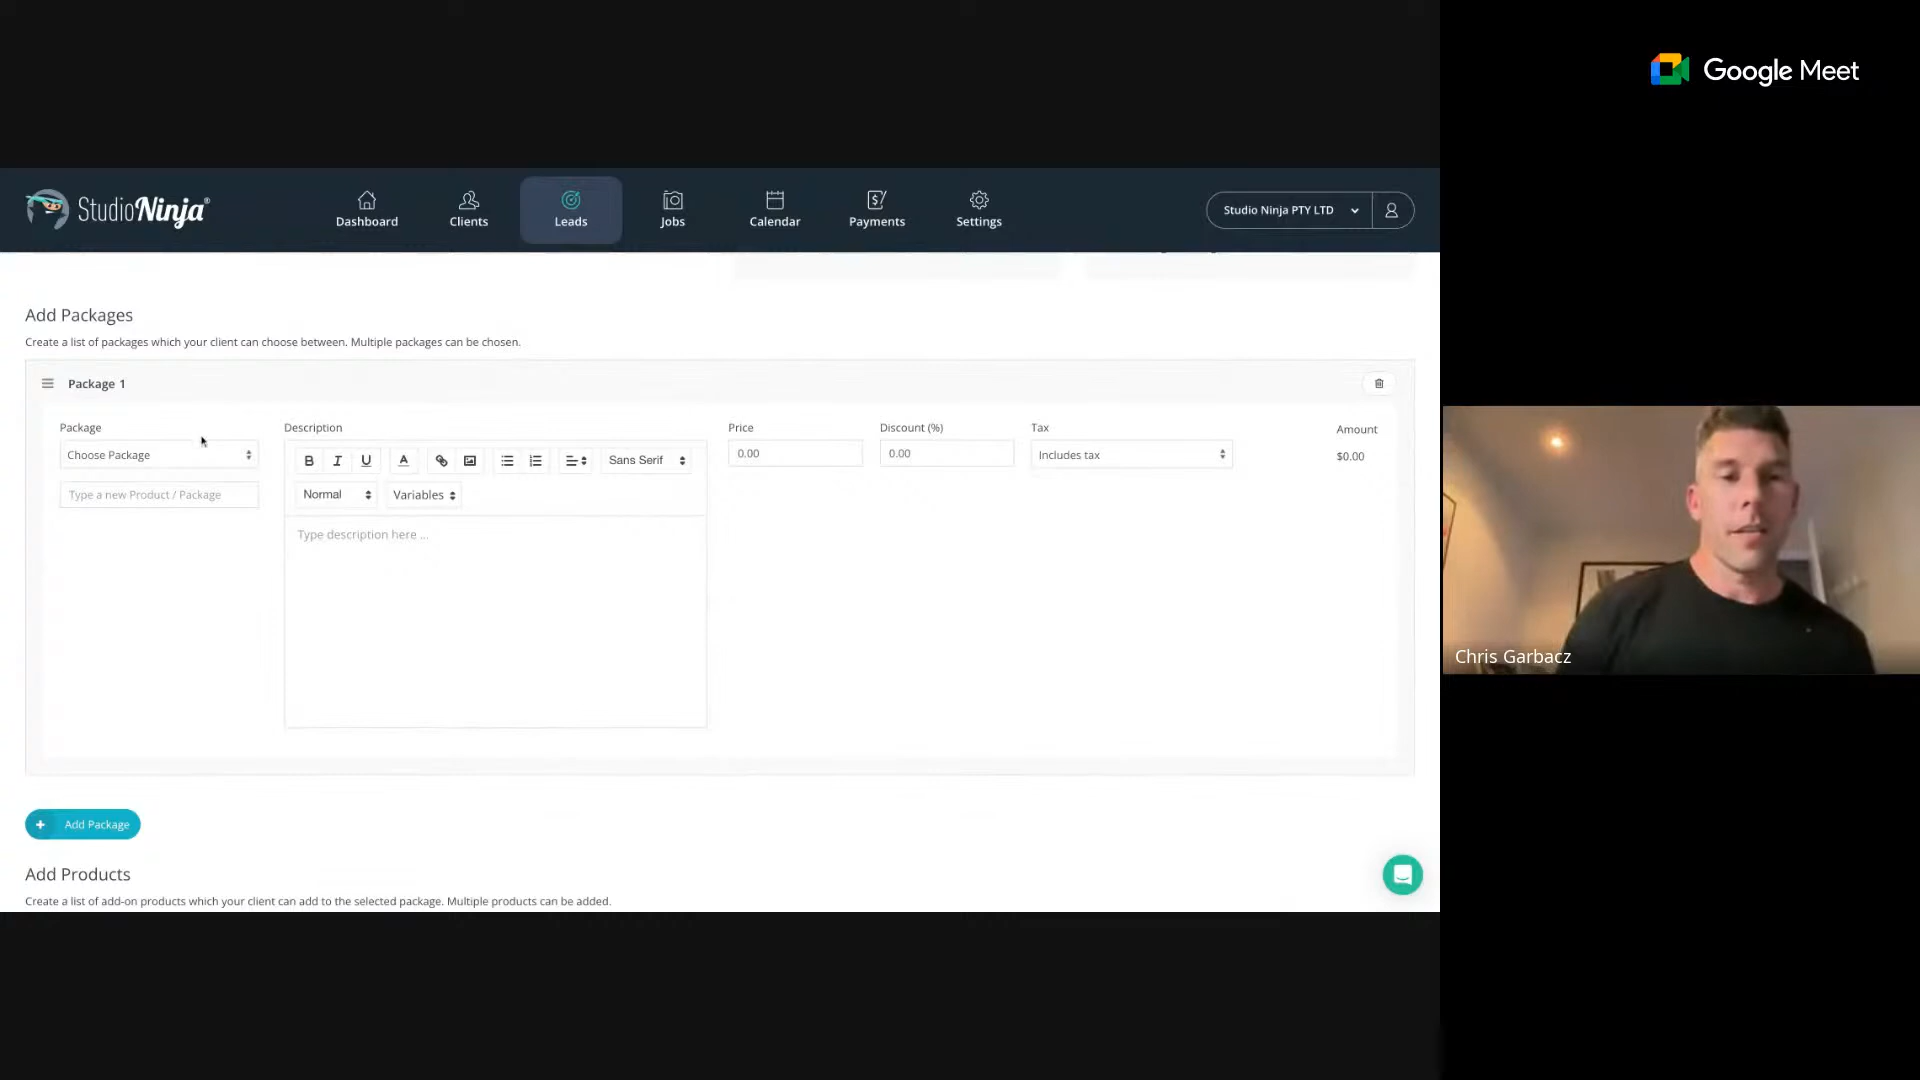 Google Meet
StudioNinja®
Dashboard
Clients
Leads
Jobs
Calendar
Payments
Settings
Studio Ninja PTY LTD
Add Packages
Create a list of packages which your client can choose between. Multiple packages can be chosen.
Package 1
Package
Description
Price
Discount (%)
Tax
Amount
Choose Package
B I U A
Sans Serif
0.00
0.00
Includes tax
$0.00
Type a new Product / Package
Normal
Variables
Type description here ...
Chris Garbacz
+ Add Package
Add Products
Create a list of add-on products which your client can add to the selected package. Multiple products can be added.